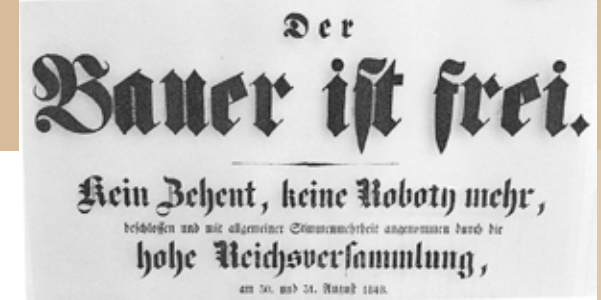 Der
Bauer ist frei.
Kein Zehent, keine Roboty mehr,
beschlossen und mit allgemeiner Stimmenmehrheit angenommen durch die
hohe Reichsversammlung,
am 30. und 31. August 1848.